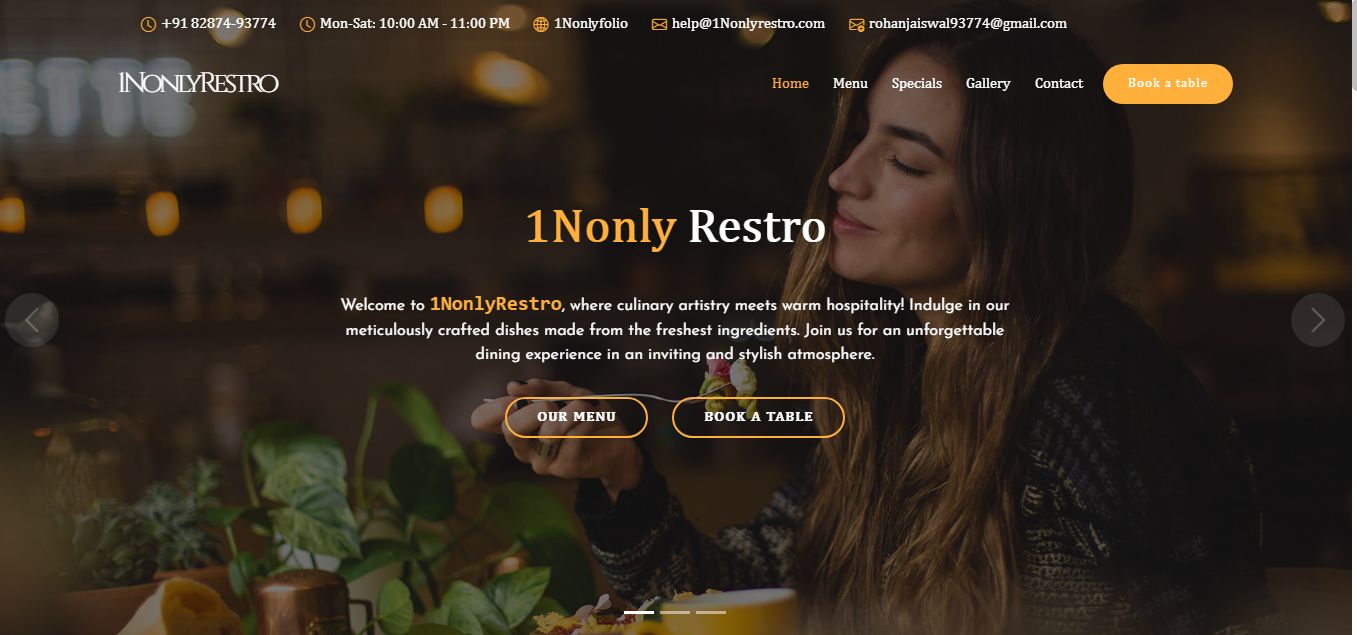 +91 82874-93774 Mon-Sat: 10:00 AM - 11:00 PM 1Nonlyfolio help@1Nonlyrestro.com rohanjaiswal93774@gmail.com
1NONLYRESTRO Home Menu Specials Gallery Contact Book a table
1Nonly Restro
Welcome to 1NonlyRestro, where culinary artistry meets warm hospitality! Indulge in our
meticulously crafted dishes made from the freshest ingredients. Join us for an unforgettable
dining experience in an inviting and stylish atmosphere.
OUR MENU BOOK A TABLE